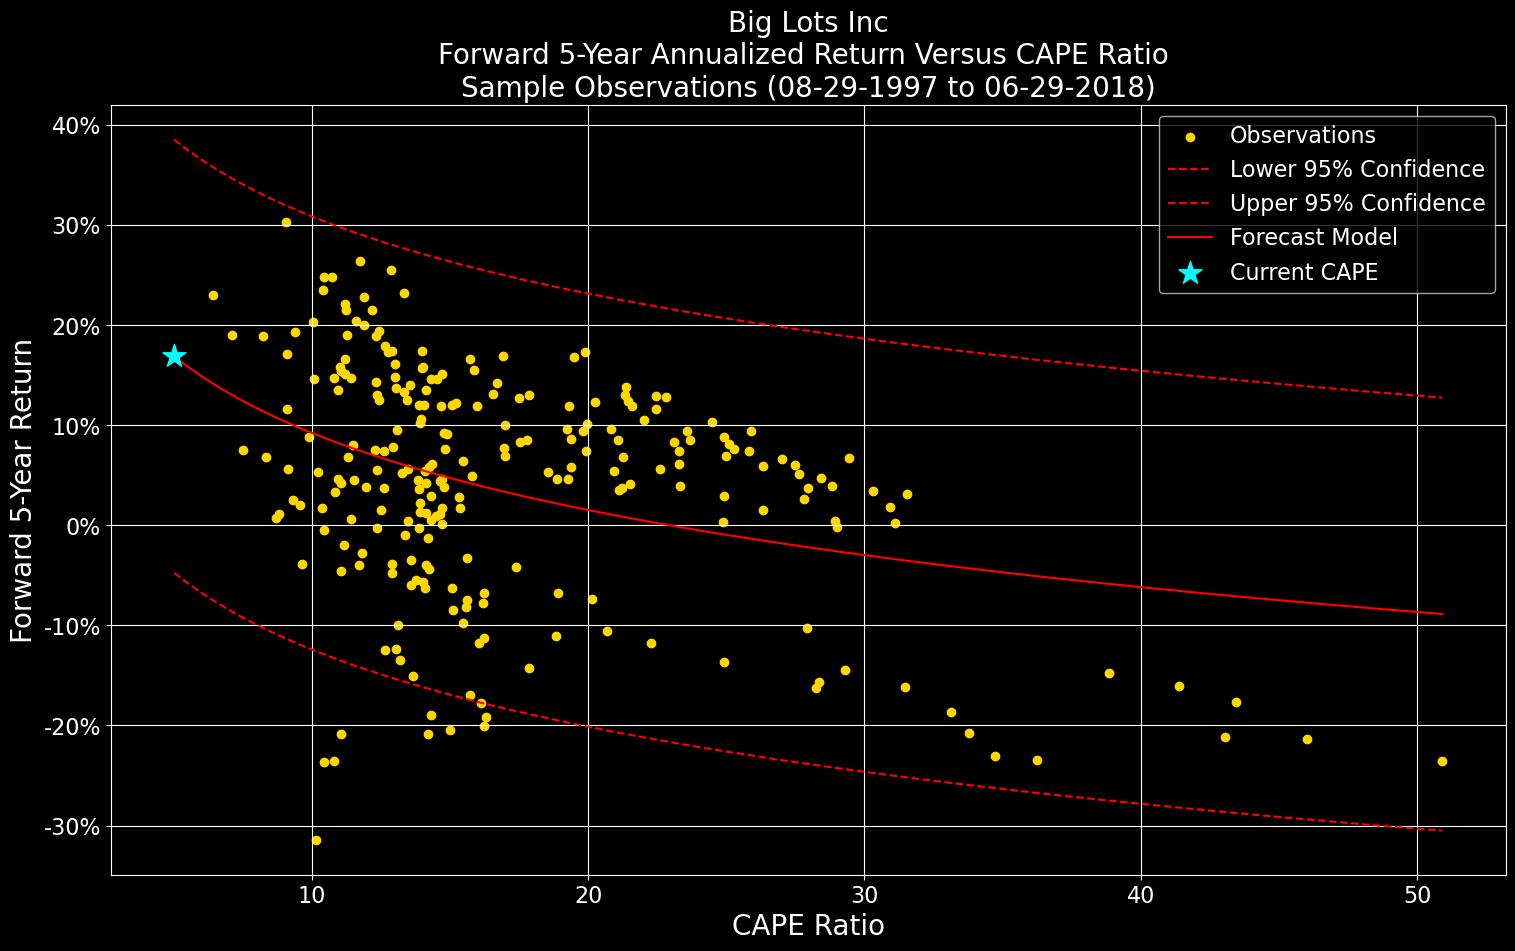 Big Lots Inc
Forward 5-Year Annualized Return Versus CAPE Ratio
Sample Observations (08-29-1997 to 06-29-2018)
Observations
Lower 95% Confidence
Upper 95% Confidence
Forecast Model
Current CAPE
Forward 5-Year Return
40%
30%
20%
10%
0%
-10%
-20%
-30%
10 20 30 40 50
CAPE Ratio